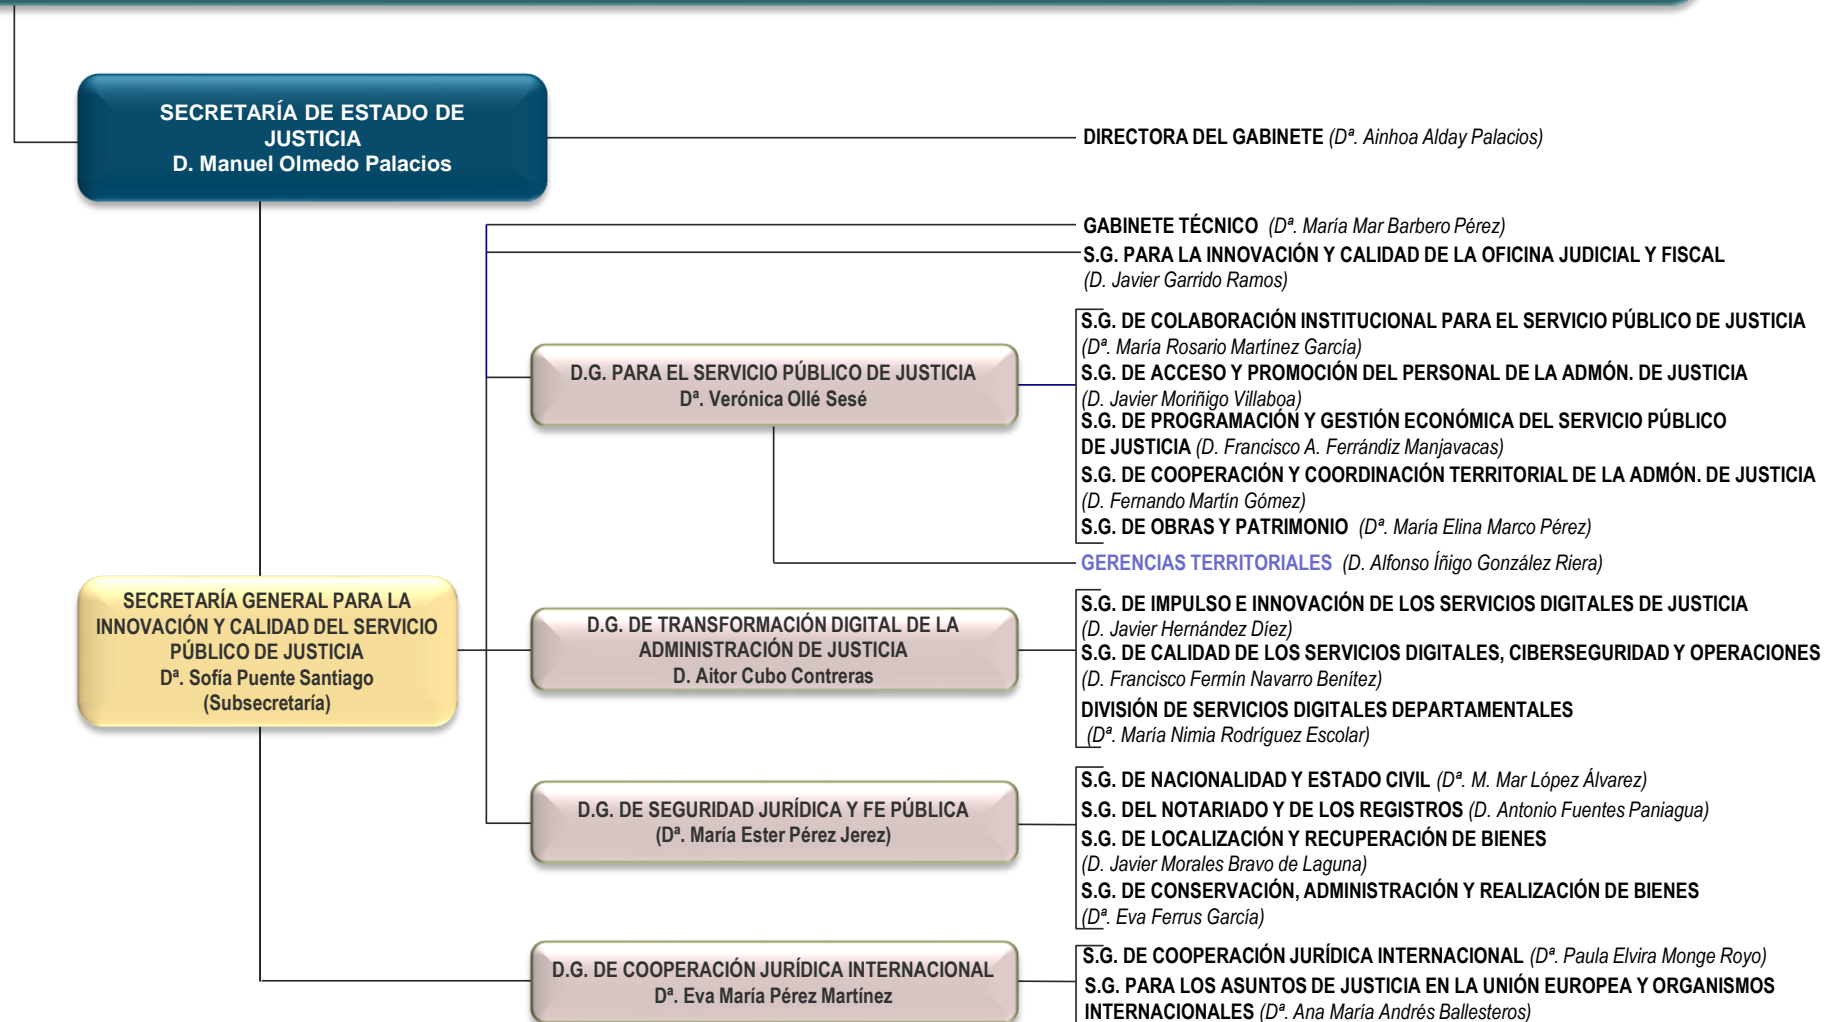 SECRETARÍA DE ESTADO DE
JUSTICIA
D. Manuel Olmedo Palacios
DIRECTORA DEL GABINETE (Dª. Ainhoa Alday Palacios)
GABINETE TÉCNICO (Dª. María Mar Barbero Pérez)
S.G. PARA LA INNOVACIÓN Y CALIDAD DE LA OFICINA JUDICIAL Y FISCAL
(D. Javier Garrido Ramos)
D.G. PARA EL SERVICIO PÚBLICO DE JUSTICIA
Dª. Verónica Ollé Sesé
S.G. DE COLABORACIÓN INSTITUCIONAL PARA EL SERVICIO PÚBLICO DE JUSTICIA
(Dª. María Rosario Martínez García)
S.G. DE ACCESO Y PROMOCIÓN DEL PERSONAL DE LA ADMÓN. DE JUSTICIA
(D. Javier Moriñigo Villaboa)
S.G. DE PROGRAMACIÓN Y GESTIÓN ECONÓMICA DEL SERVICIO PÚBLICO
DE JUSTICIA (D. Francisco A. Ferrándiz Manjavacas)
S.G. DE COOPERACIÓN Y COORDINACIÓN TERRITORIAL DE LA ADMÓN. DE JUSTICIA
(D. Fernando Martín Gómez)
S.G. DE OBRAS Y PATRIMONIO (Dª. María Elina Marco Pérez)
GERENCIAS TERRITORIALES (D. Alfonso Íñigo González Riera)
SECRETARÍA GENERAL PARA LA
INNOVACIÓN Y CALIDAD DEL SERVICIO
PÚBLICO DE JUSTICIA
Dª. Sofía Puente Santiago
(Subsecretaría)
D.G. DE TRANSFORMACIÓN DIGITAL DE LA
ADMINISTRACIÓN DE JUSTICIA
D. Aitor Cubo Contreras
S.G. DE IMPULSO E INNOVACIÓN DE LOS SERVICIOS DIGITALES DE JUSTICIA
(D. Javier Hernández Díez)
S.G. DE CALIDAD DE LOS SERVICIOS DIGITALES, CIBERSEGURIDAD Y OPERACIONES
(D. Francisco Fermín Navarro Benítez)
DIVISIÓN DE SERVICIOS DIGITALES DEPARTAMENTALES
(Dª. María Nimia Rodríguez Escolar)
D.G. DE SEGURIDAD JURÍDICA Y FE PÚBLICA
(Dª. María Ester Pérez Jerez)
S.G. DE NACIONALIDAD Y ESTADO CIVIL (Dª. M. Mar López Álvarez)
S.G. DEL NOTARIADO Y DE LOS REGISTROS (D. Antonio Fuentes Paniagua)
S.G. DE LOCALIZACIÓN Y RECUPERACIÓN DE BIENES
(D. Javier Morales Bravo de Laguna)
S.G. DE CONSERVACIÓN, ADMINISTRACIÓN Y REALIZACIÓN DE BIENES
(Dª. Eva Ferrus García)
D.G. DE COOPERACIÓN JURÍDICA INTERNACIONAL
Dª. Eva María Pérez Martínez
S.G. DE COOPERACIÓN JURÍDICA INTERNACIONAL (Dª. Paula Elvira Monge Royo)
S.G. PARA LOS ASUNTOS DE JUSTICIA EN LA UNIÓN EUROPEA Y ORGANISMOS
INTERNACIONALES (Dª. Ana María Andrés Ballesteros)